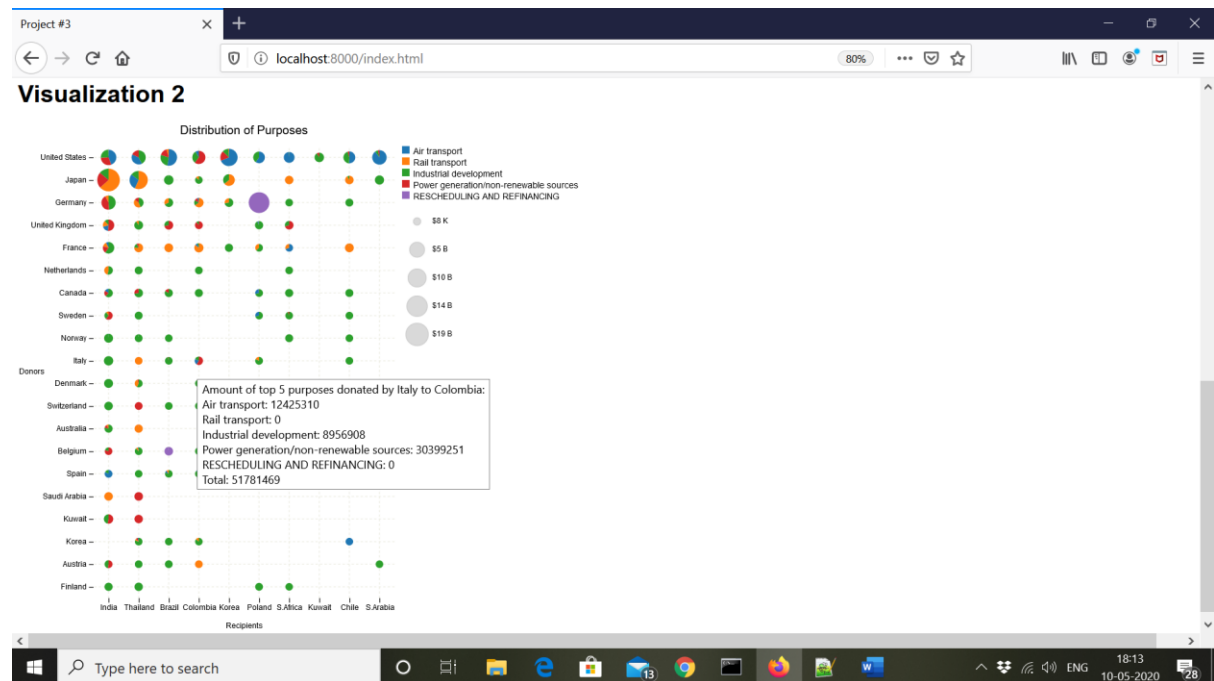 Project #3
localhost:8000/index.html
80%
Visualization 2
Distribution of Purposes
Air transport
Rail transport
Industrial development
Power generation/non-renewable sources
RESCHEDULING AND REFINANCING
$8 K
$5 B
$10 B
$14 B
$19 B
Donors
United States
Japan
Germany
United Kingdom
France
Netherlands
Canada
Sweden
Norway
Italy
Denmark
Switzerland
Australia
Belgium
Spain
Saudi Arabia
Kuwait
Korea
Austria
Finland
Amount of top 5 purposes donated by Italy to Colombia:
Air transport: 12425310
Rail transport: 0
Industrial development: 8956908
Power generation/non-renewable sources: 30399251
RESCHEDULING AND REFINANCING: 0
Total: 51781469
India Thailand Brazil Colombia Korea Poland S.Africa Kuwait Chile S.Arabia
Recipients
Type here to search
13
ENG
18:13
10-05-2020
28